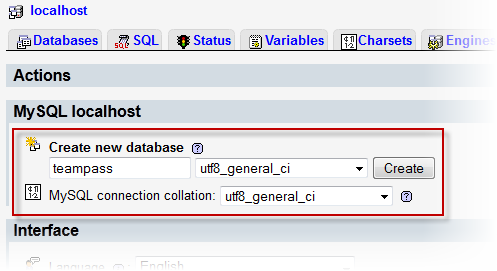 localhost
Databases SQL Status Variables Charsets Engine
Actions
MySQL localhost
Create new database
teampass utf8_general_ci Create
MySQL connection collation: utf8_general_ci
Interface
Language : English